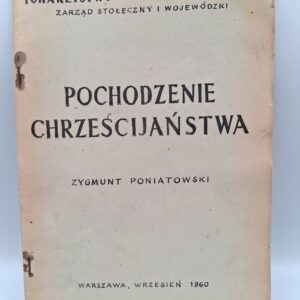 ZARZĄD STOŁECZNY I WOJEWÓDZKI
POCHODZENIE
CHRZEŚCIJAŃSTWA
ZYGMUNT PONIATOWSKI
WARSZAWA, WRZESIEŃ 1960